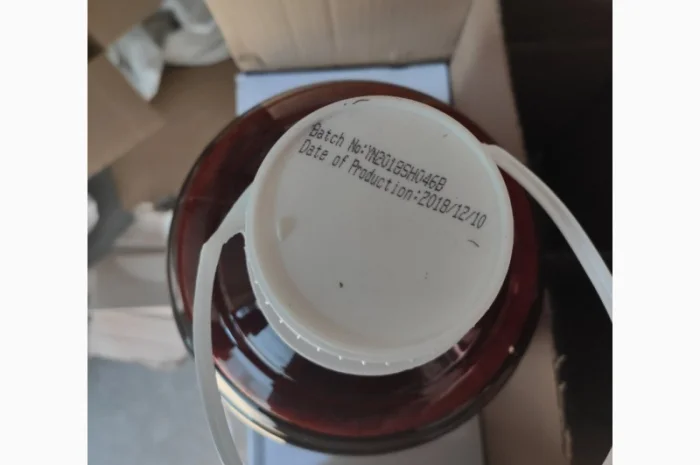 Batch No:YN2018SH046B
Date of Production:2018/12/10